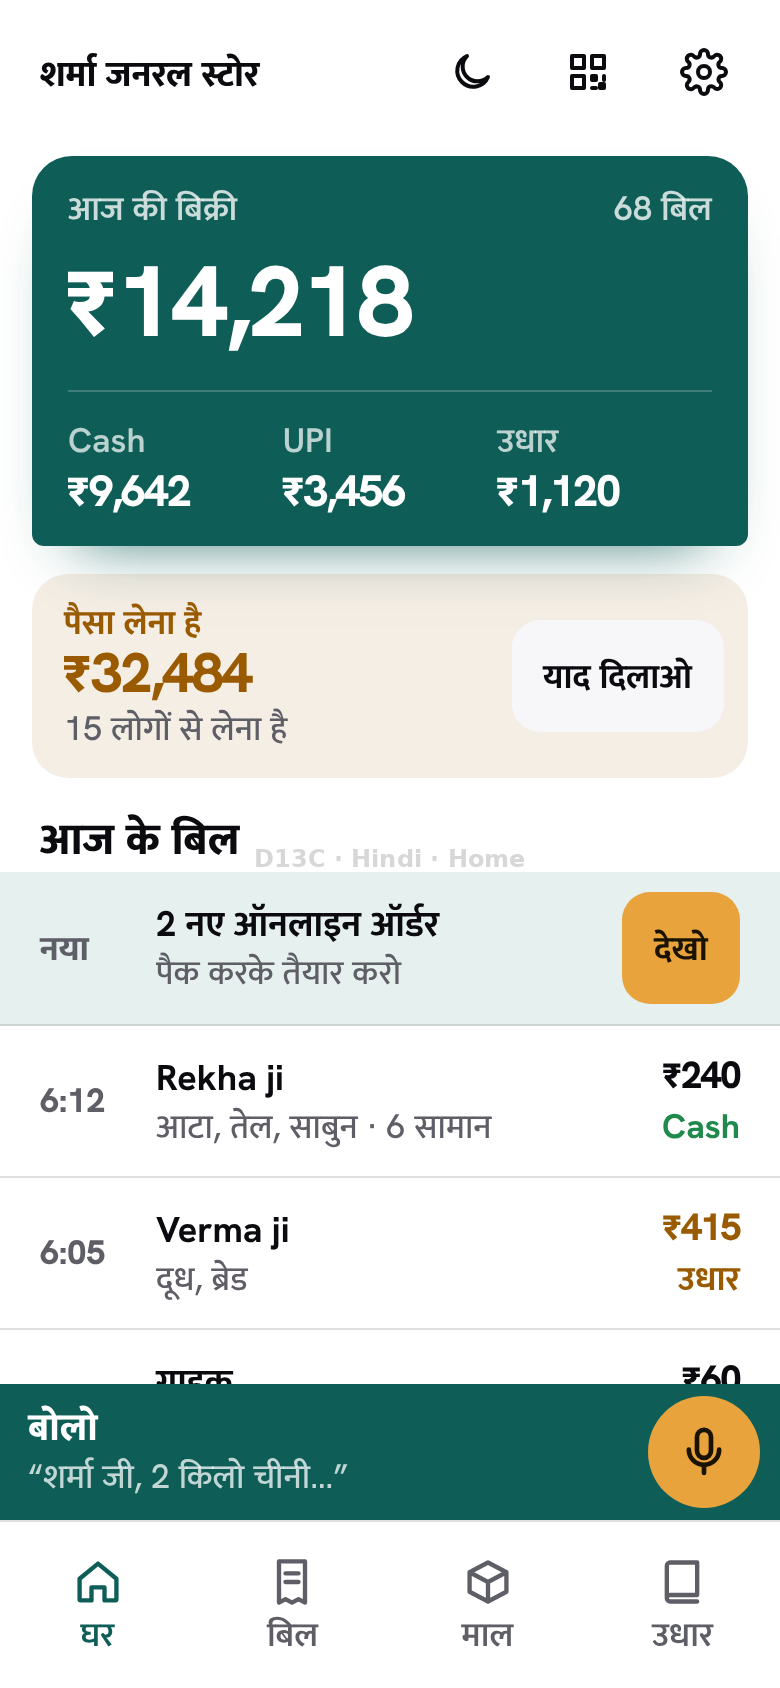 शर्मा जनरल स्टोर
आज की बिक्री 68 बिल
₹14,218
Cash UPI उधार
₹9,642 ₹3,456 ₹1,120
पैसा लेना है
₹32,484
15 लोगों से लेना है
याद दिलाओ
आज के बिल
D13C · Hindi · Home
नया
2 नए ऑनलाइन ऑर्डर
पैक करके तैयार करो
देखो
6:12
Rekha ji
आटा, तेल, साबुन · 6 सामान
₹240
Cash
6:05
Verma ji
दूध, ब्रेड
₹415
उधार
ग्राहक ₹60
बोलो
“शर्मा जी, 2 किलो चीनी...”
घर बिल माल उधार